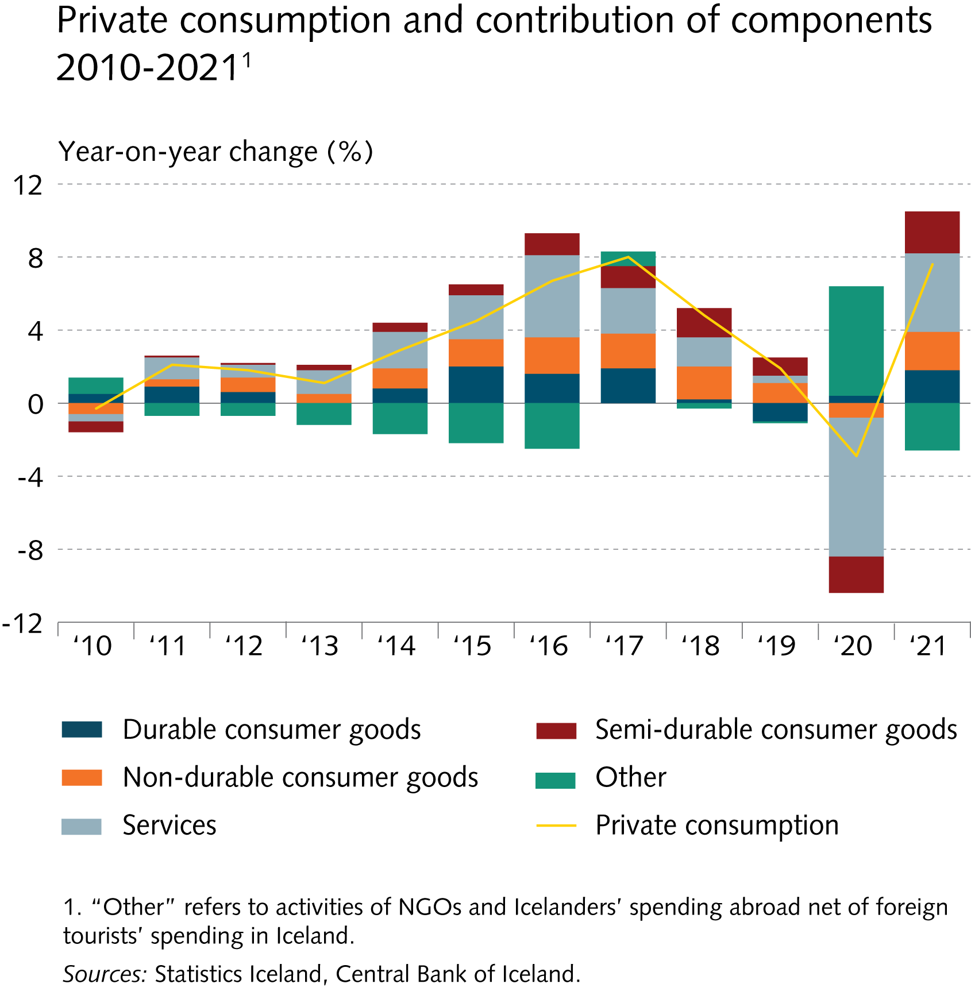 Private consumption and contribution of components
2010-2021¹
Year-on-year change (%)
12
8
4
0
-4
-8
-12
‘10 ‘11 ‘12 ‘13 ‘14 ‘15 ‘16 ‘17 ‘18 ‘19 ‘20 ‘21
Durable consumer goods
Semi-durable consumer goods
Non-durable consumer goods
Other
Services
Private consumption
1. “Other” refers to activities of NGOs and Icelanders’ spending abroad net of foreign
tourists’ spending in Iceland.
Sources: Statistics Iceland, Central Bank of Iceland.